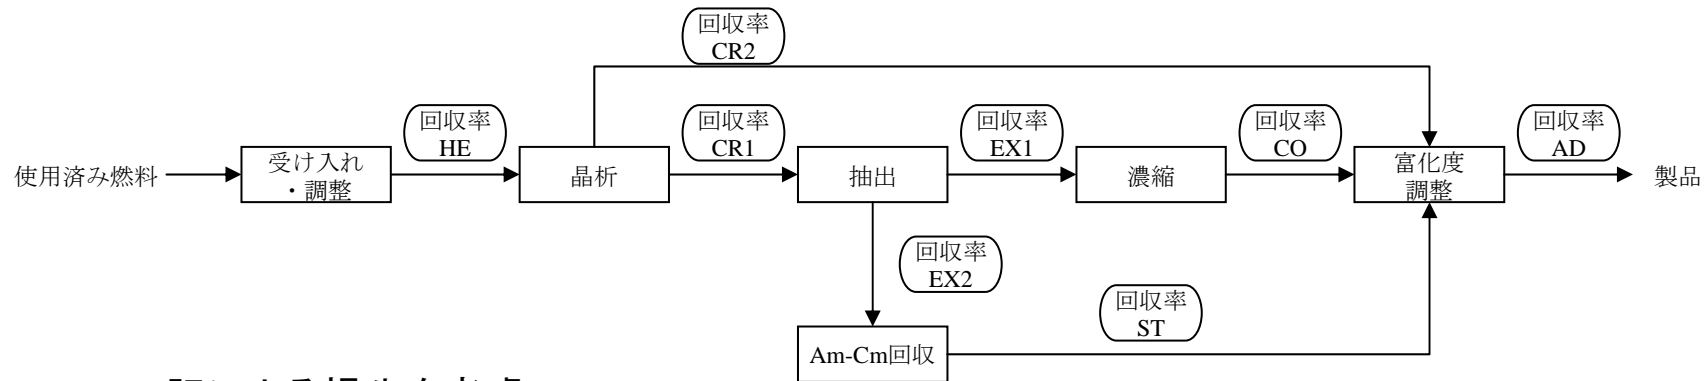 回収率
CR2
回収率
HE
回収率
CR1
回収率
EX1
回収率
CO
回収率
AD
使用済み燃料
受け入れ
・調整
晶析
抽出
濃縮
富化度
調整
製品
回収率
EX2
回収率
ST
Am-Cm回収